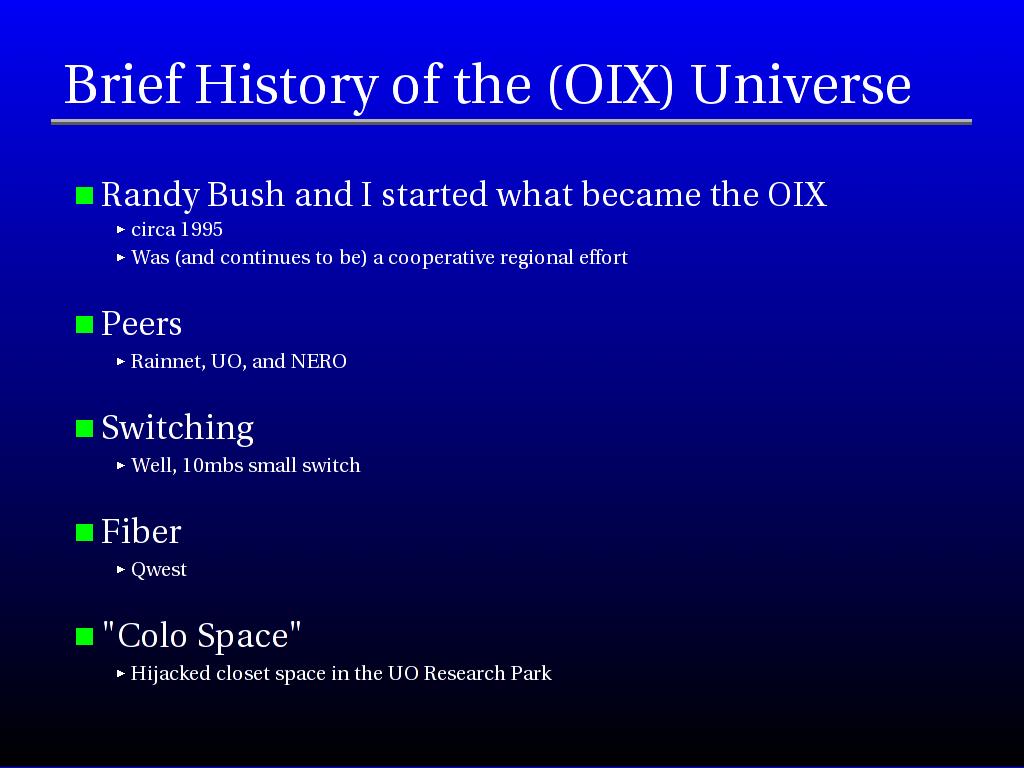 Brief History of the (OIX) Universe
Randy Bush and I started what became the OIX
circa 1995
Was (and continues to be) a cooperative regional effort
Peers
Rainnet, UO, and NERO
Switching
Well, 10mbs small switch
Fiber
Qwest
"Colo Space"
Hijacked closet space in the UO Research Park